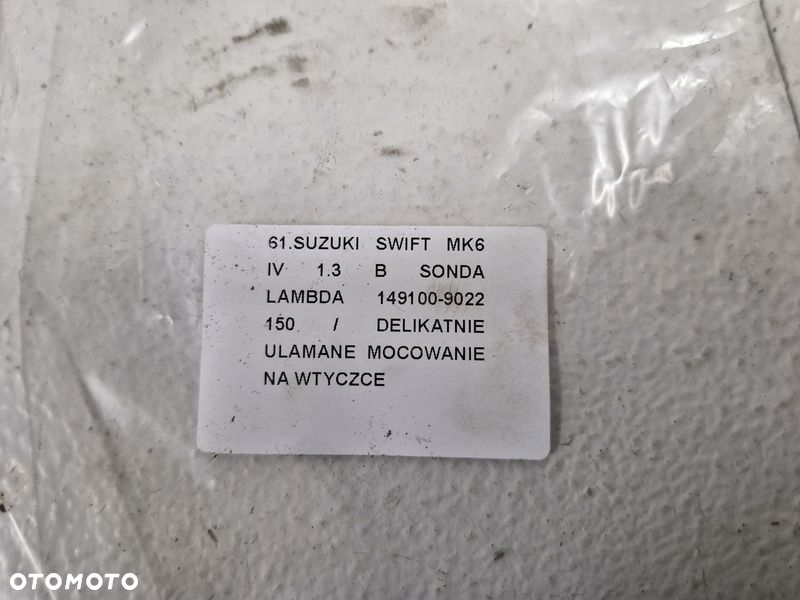 61.SUZUKI SWIFT MK6
IV 1.3 B SONDA
LAMBDA 149100-9022
150 / DELIKATNIE
ULAMANE MOCOWANIE
NA WTYCZCE
OTOMOTO